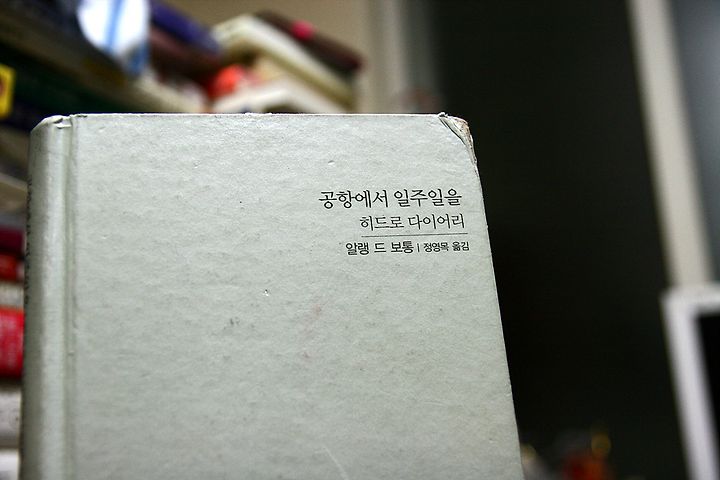 공항에서 일주일을
히드로 다이어리
알랭 드 보통 | 정영목 옮김